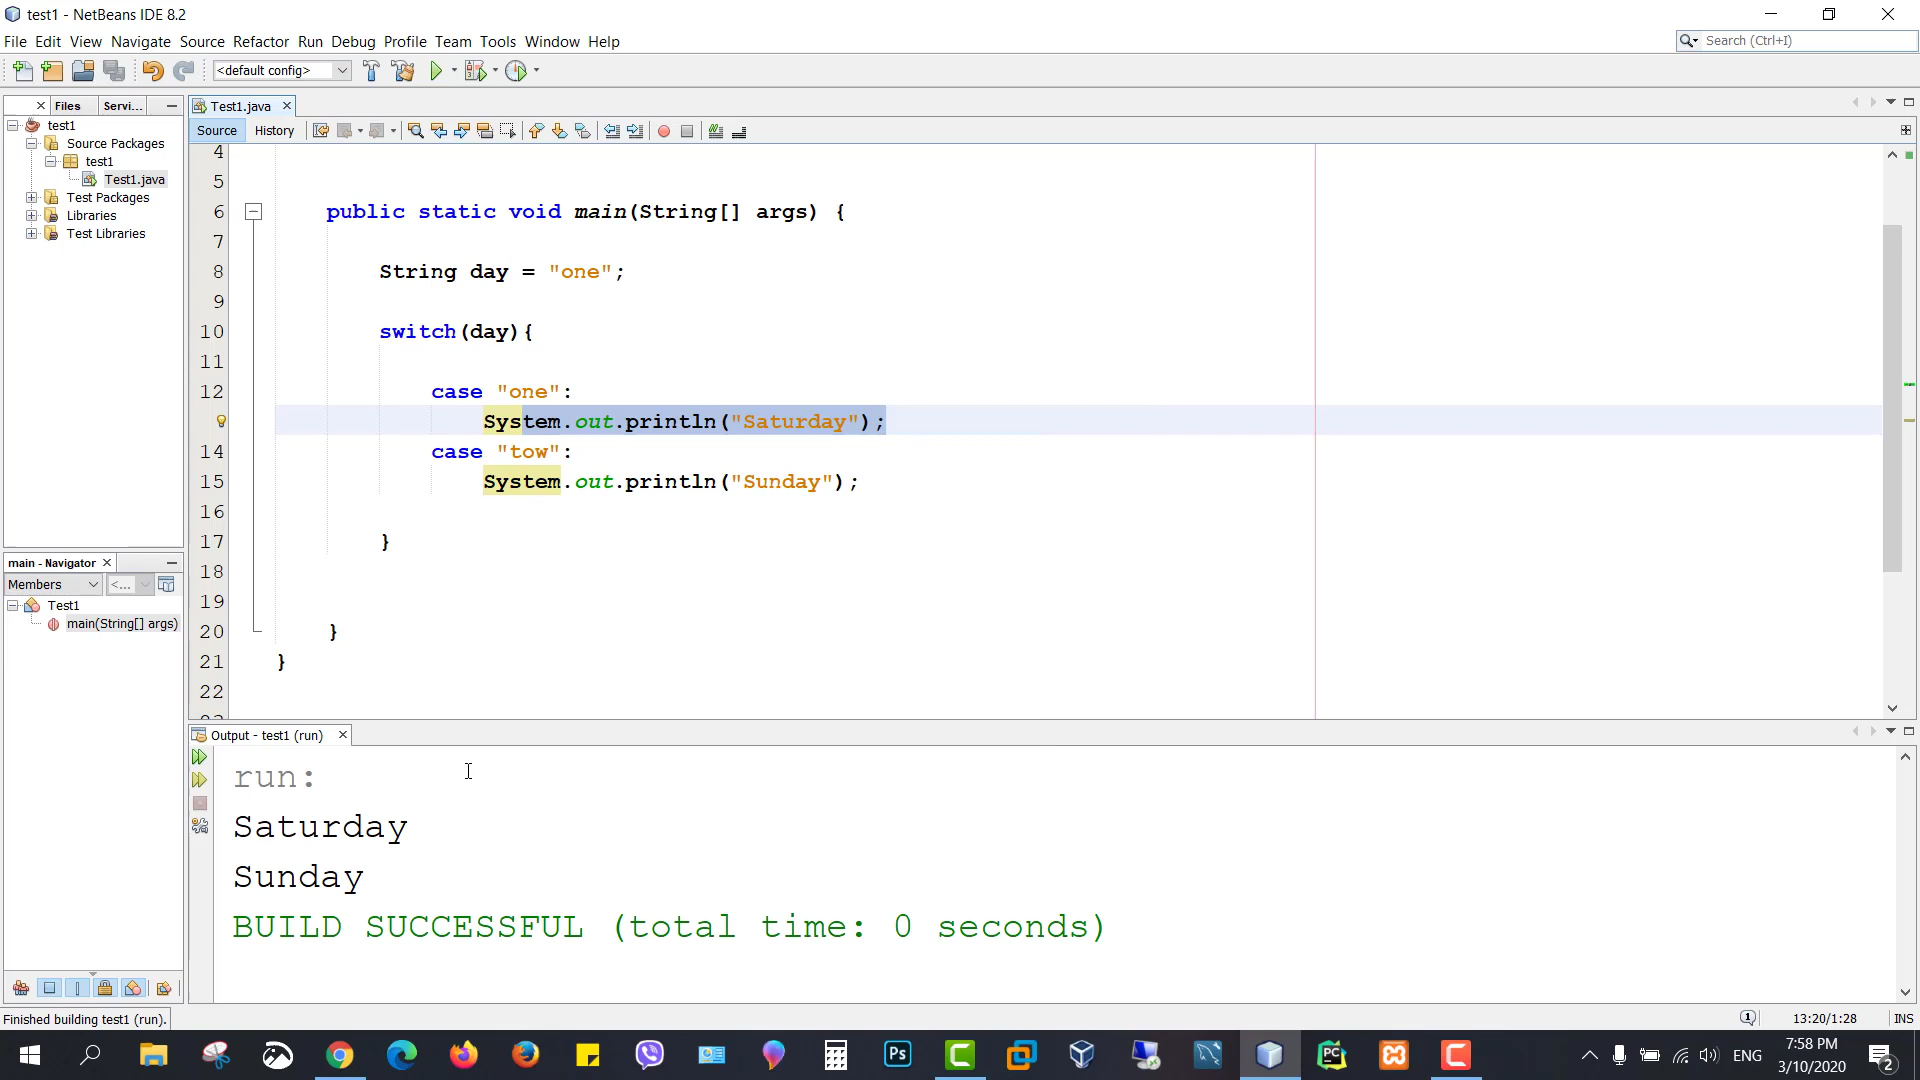 test1 - NetBeans IDE 8.2
File Edit View Navigate Source Refactor Run Debug Profile Team Tools Window Help
Search (Ctrl+I)
<default config>
Files Servi...
Test1.java
Source History
test1
Source Packages
test1
Test1.java
Test Packages
Libraries
Test Libraries
4
5
6 public static void main(String[] args) {
7
8 String day = "one";
9
10 switch(day){
11
12 case "one":
System.out.println("Saturday");
14 case "tow":
15 System.out.println("Sunday");
16
17 }
18
19
20 }
21 }
22
main - Navigator
Members <...
Test1
main(String[] args)
Output - test1 (run)
run:
Saturday
Sunday
BUILD SUCCESSFUL (total time: 0 seconds)
Finished building test1 (run).
13:20/1:28 INS
Ps
PC
ENG
7:58 PM
3/10/2020
2